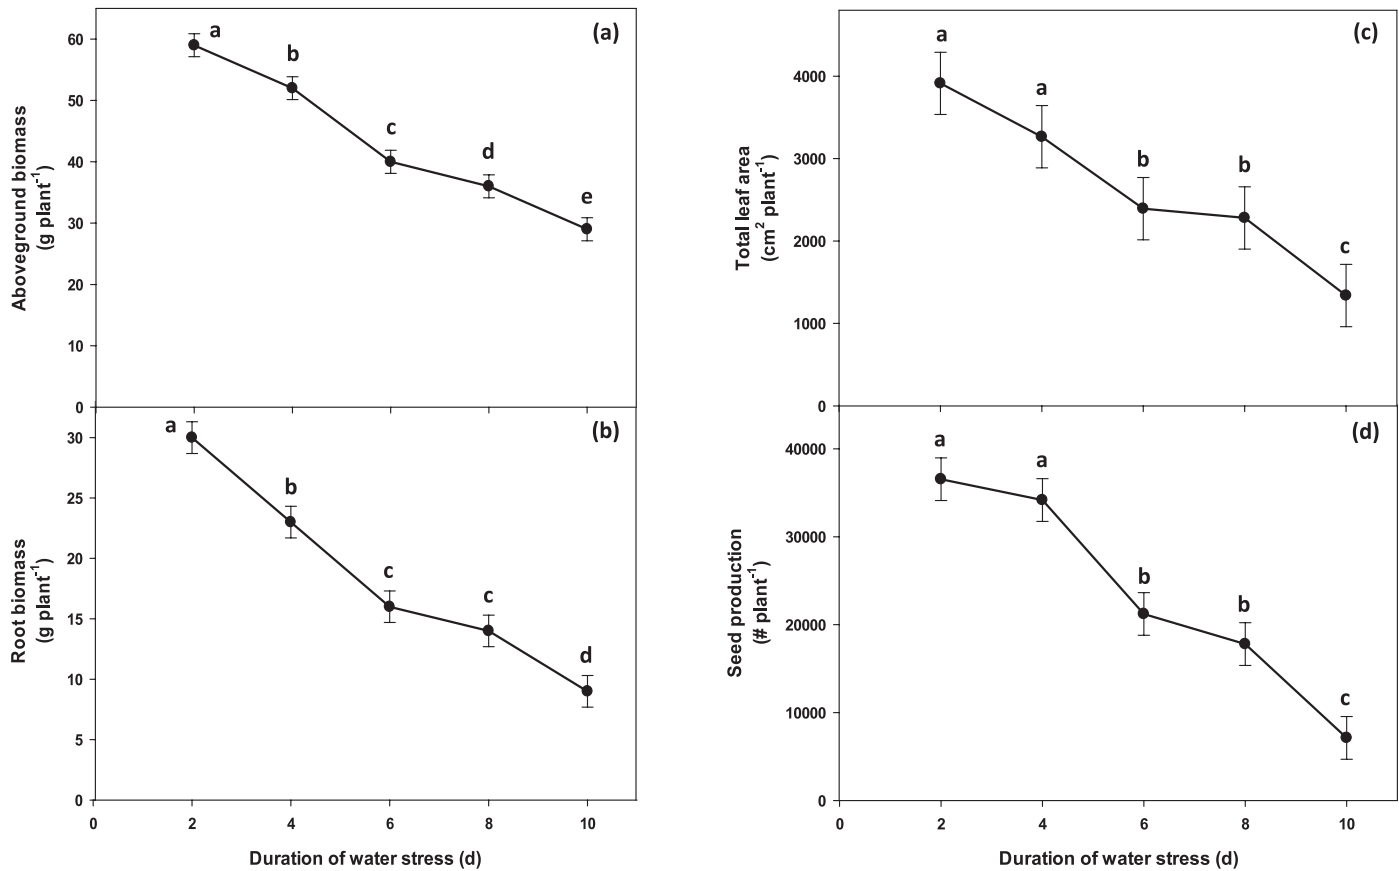 (a)
60
50
40
30
20
10
0
a
b
c
d
e
Aboveground biomass
(g plant-1)
(b)
30
25
20
15
10
5
0
a
b
c
c
d
Root biomass
(g plant-1)
0 2 4 6 8 10
Duration of water stress (d)
(c)
4000
3000
2000
1000
0
a
a
b
b
c
Total leaf area
(cm2 plant-1)
(d)
40000
30000
20000
10000
0
a
a
b
b
c
Seed production
(# plant-1)
0 2 4 6 8 10
Duration of water stress (d)